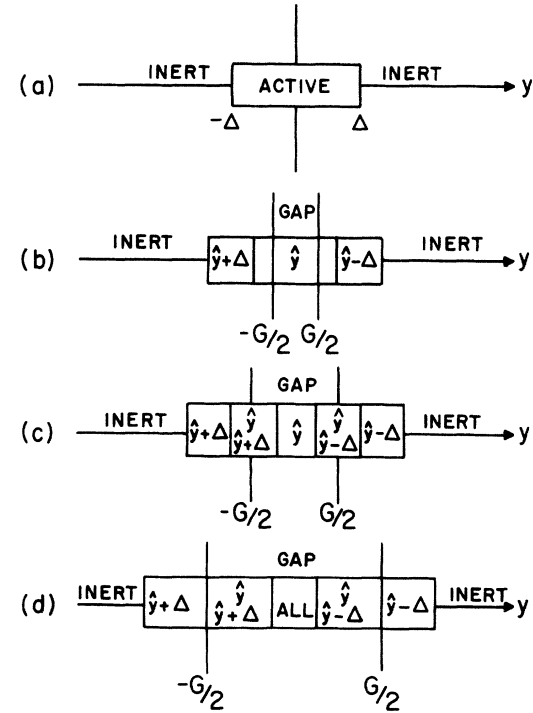 (a) INERT ACTIVE INERT y
-Δ Δ
GAP
(b) INERT ŷ+Δ ŷ ŷ-Δ INERT y
-G/2 G/2
GAP
(c) INERT ŷ+Δ ŷ ŷ+Δ ŷ ŷ ŷ-Δ ŷ-Δ INERT y
-G/2 G/2
GAP
(d) INERT ŷ+Δ ŷ ŷ+Δ ALL ŷ ŷ-Δ ŷ-Δ INERT y
-G/2 G/2